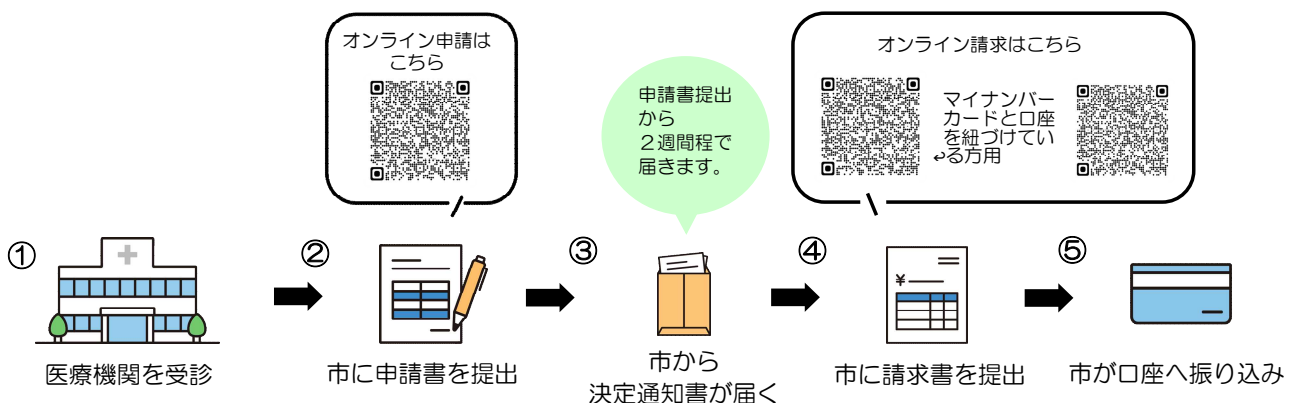 オンライン申請は
こちら
申請書提出
から
２週間程で
届きます。
オンライン請求はこちら
マイナンバー
カードと口座
を紐づけてい
る方用
①
医療機関を受診
②
市に申請書を提出
③
市から
決定通知書が届く
④
¥
市に請求書を提出
⑤
市が口座へ振り込み